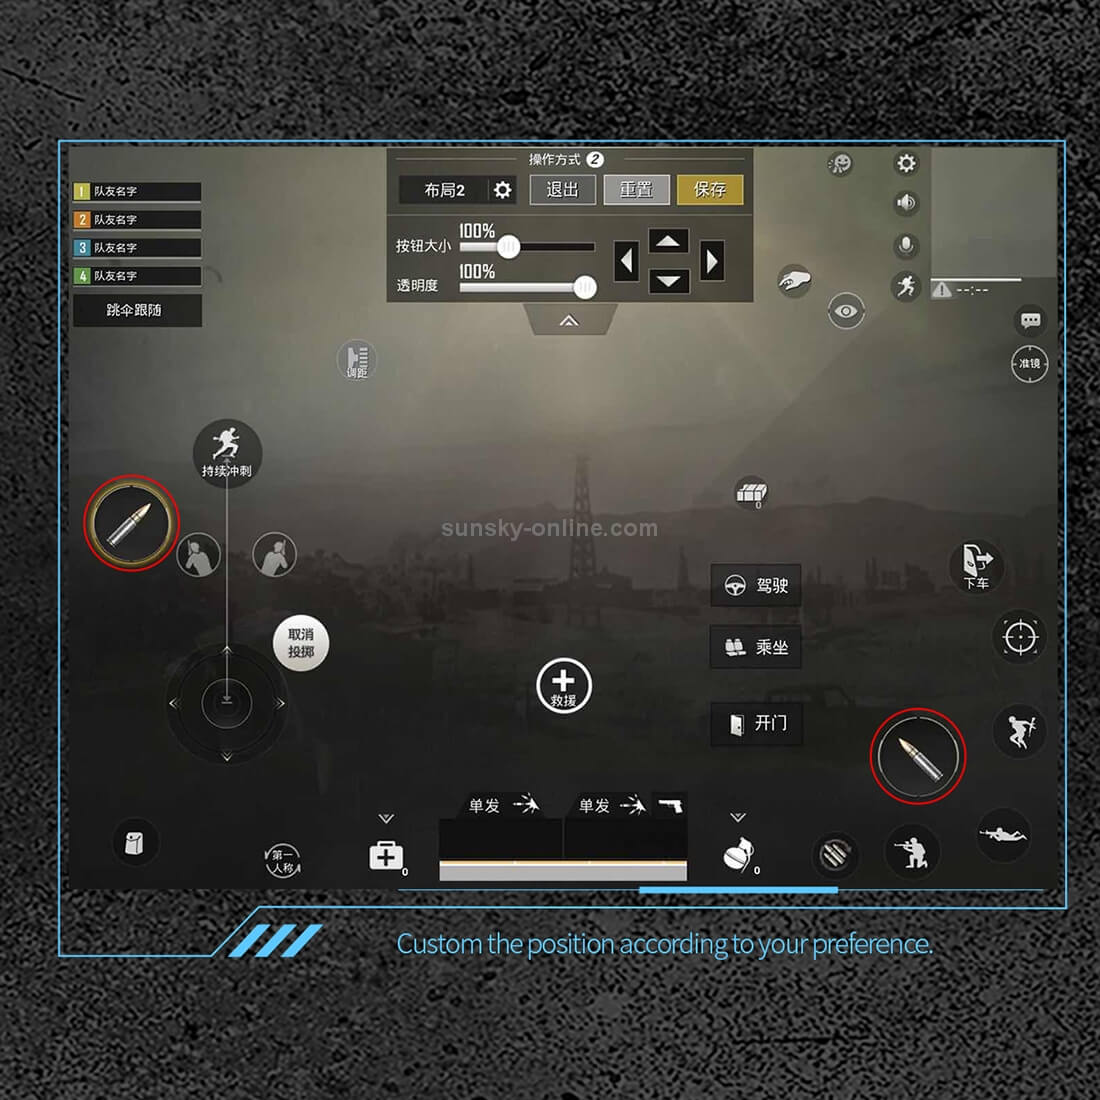 操作方式 2
布局2
退出
重置
保存
按钮大小
100%
透明度
100%
1 队友名字
2 队友名字
3 队友名字
4 队友名字
跳伞跟随
--:--
准镜
调距
持续冲刺
sunsky-online.com
0
下车
驾驶
乘坐
取消
投掷
救援
开门
单发
单发
第一
人称
0
0
Custom the position according to your preference.